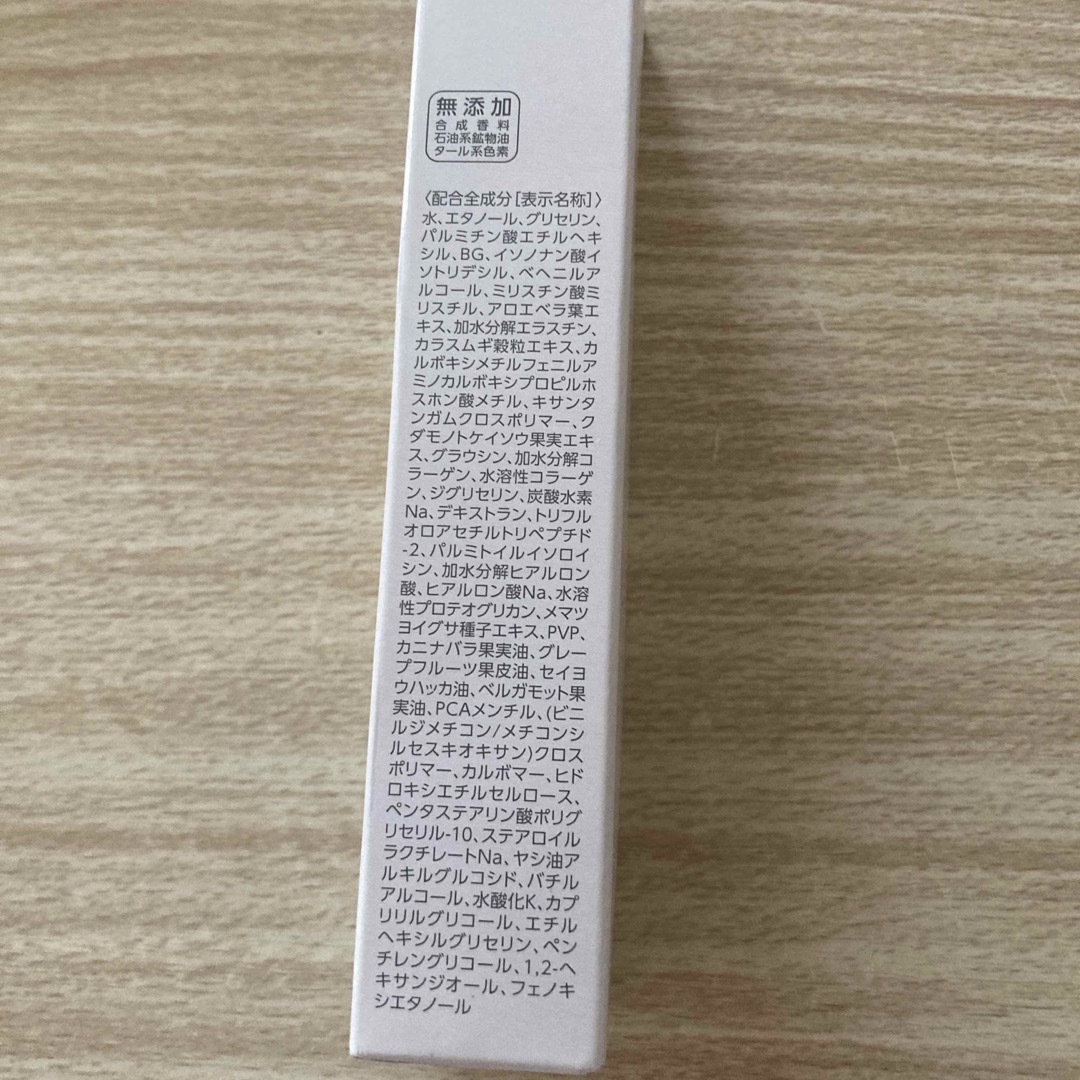 無添加
合成香料
石油系鉱物油
タール系色素
〈配合全成分[表示名称]〉
水、エタノール、グリセリン、
パルミチン酸エチルヘキ
シル、BG、イソノナン酸イ
ソトリデシル、ベヘニルア
ルコール、ミリスチン酸ミ
リスチル、アロエベラ葉エ
キス、加水分解エラスチン、
カラスムギ穀粒エキス、カ
ルボキシメチルフェニルア
ミノカルボキシプロピルホ
スホン酸メチル、キサンタ
ンガムクロスポリマー、ク
ダモノトケイソウ果実エキ
ス、グラウシン、加水分解コ
ラーゲン、水溶性コラーゲ
ン、ジグリセリン、炭酸水素
Na、デキストラン、トリフル
オロアセチルトリペプチド
-2、パルミトイルイソロイ
シン、加水分解ヒアルロン
酸、ヒアルロン酸Na、水溶
性プロテオグリカン、メマツ
ヨイグサ種子エキス、PVP、
カニナバラ果実油、グレー
プフルーツ果皮油、セイヨ
ウハッカ油、ベルガモット果
実油、PCAメンチル、(ビニ
ルジメチコン/メチコンシ
ルセスキオキサン)クロス
ポリマー、カルボマー、ヒド
ロキシエチルセルロース、
ペンタステアリン酸ポリグ
リセリル-10、ステアロイル
ラクチレートNa、ヤシ油ア
ルキルグルコシド、バチル
アルコール、水酸化K、カプ
リリルグリコール、エチル
ヘキシルグリセリン、ペン
チレングリコール、1,2-ヘ
キサンジオール、フェノキ
シエタノール